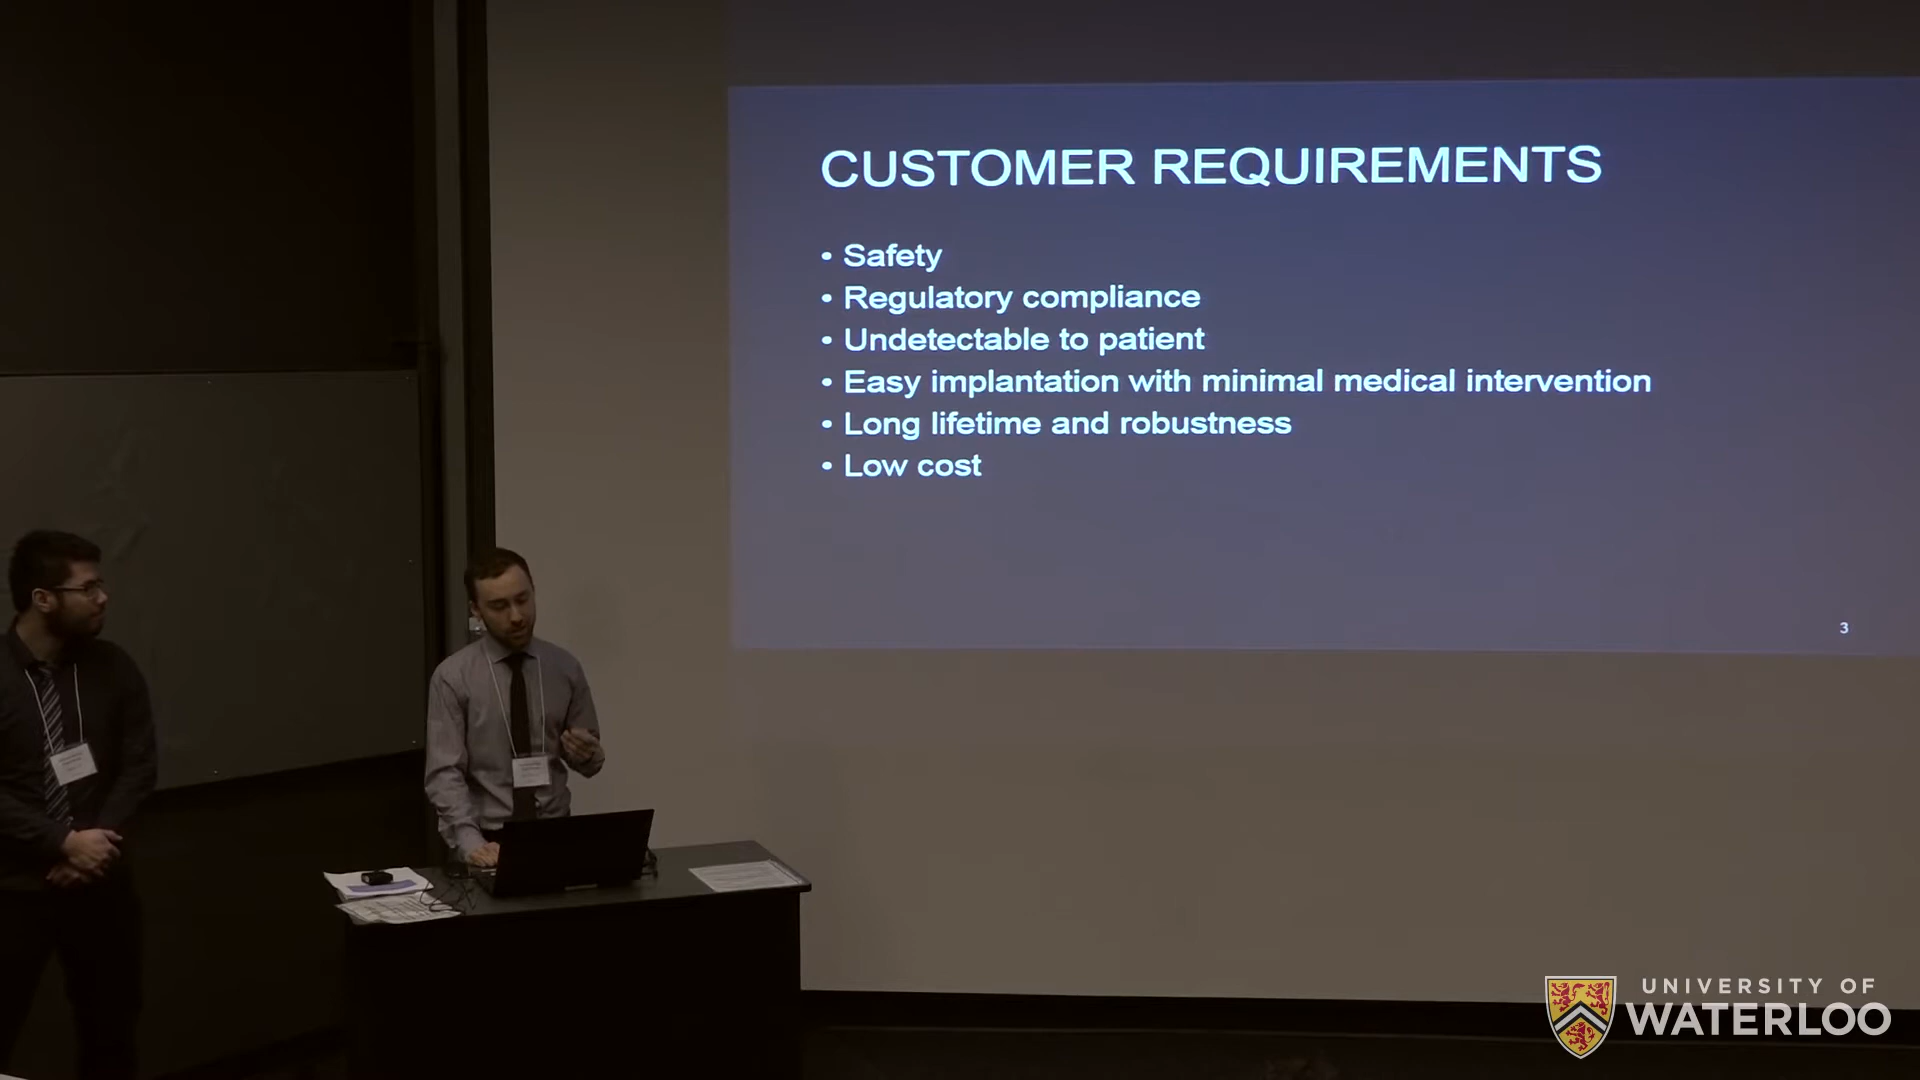 CUSTOMER REQUIREMENTS
• Safety
• Regulatory compliance
• Undetectable to patient
• Easy implantation with minimal medical intervention
• Long lifetime and robustness
• Low cost
3
UNIVERSITY OF
WATERLOO